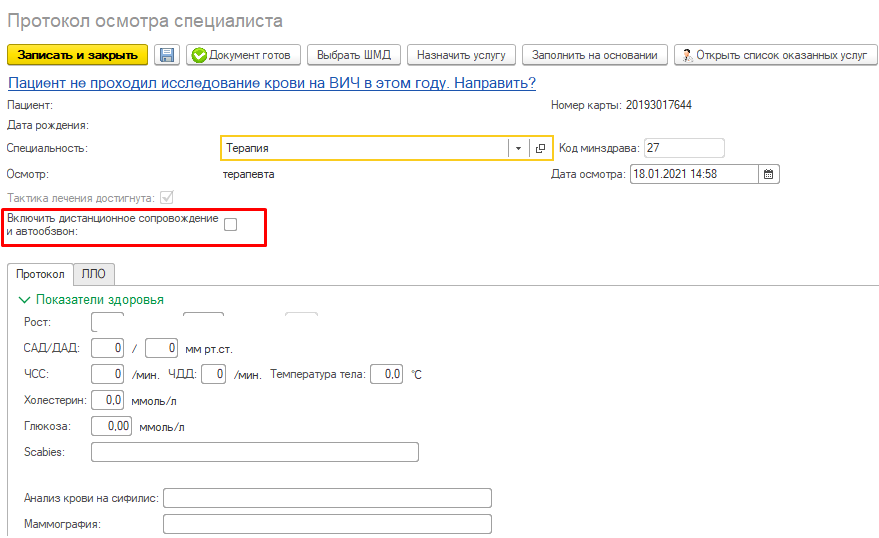 Протокол осмотра специалиста
Записать и закрыть Документ готов Выбрать ШМД Назначить услугу Заполнить на основании Открыть список оказанных услуг
Пациент не проходил исследование крови на ВИЧ в этом году. Направить?
Пациент: Номер карты: 20193017644
Дата рождения:
Специальность: Терапия Код минздрава: 27
Осмотр: терапевта Дата осмотра: 18.01.2021 14:58
Тактика лечения достигнута:
Включить дистанционное сопровождение
и автообзвон:
Протокол ЛЛО
Показатели здоровья
Рост:
САД/ДАД: 0 / 0 мм рт.ст.
ЧСС: 0 /мин. ЧДД: 0 /мин. Температура тела: 0,0 °C
Холестерин: 0,0 ммоль/л
Глюкоза: 0,00 ммоль/л
Scabies:
Анализ крови на сифилис:
Маммография: